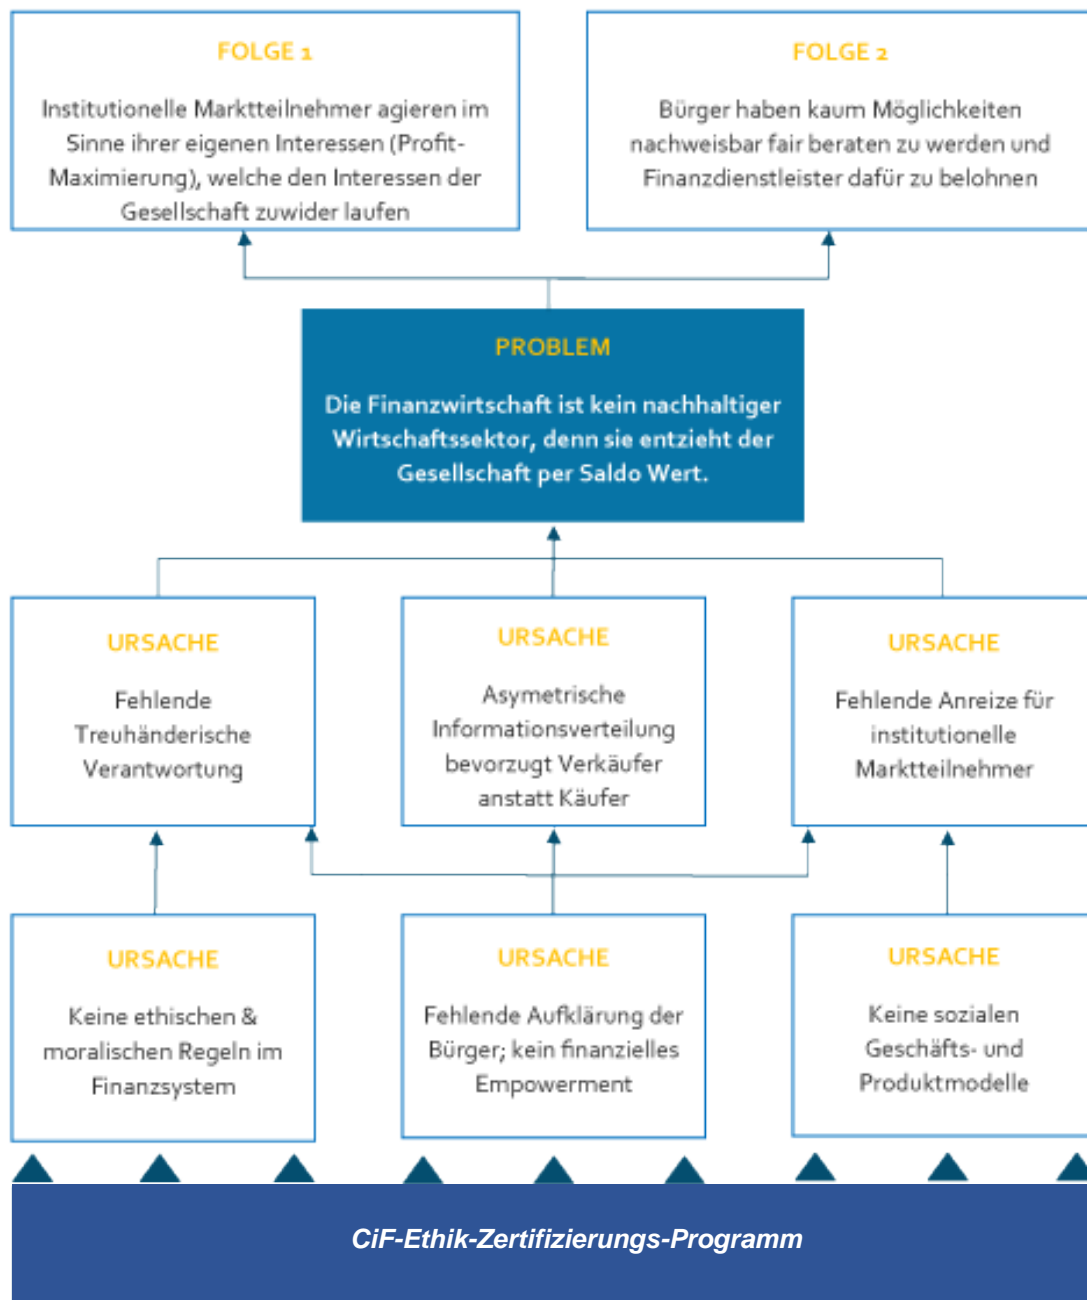 FOLGE 1
Institutionelle Marktteilnehmer agieren im
Sinne ihrer eigenen Interessen (Profit-
Maximierung), welche den Interessen der
Gesellschaft zuwider laufen
FOLGE 2
Bürger haben kaum Möglichkeiten
nachweisbar fair beraten zu werden und
Finanzdienstleister dafür zu belohnen
PROBLEM
Die Finanzwirtschaft ist kein nachhaltiger
Wirtschaftssektor, denn sie entzieht der
Gesellschaft per Saldo Wert.
URSACHE
Fehlende
Treuhänderische
Verantwortung
URSACHE
Asymetrische
Informationsverteilung
bevorzugt Verkäufer
anstatt Käufer
URSACHE
Fehlende Anreize für
institutionelle
Marktteilnehmer
URSACHE
Keine ethischen &
moralischen Regeln im
Finanzsystem
URSACHE
Fehlende Aufklärung der
Bürger; kein finanzielles
Empowerment
URSACHE
Keine sozialen
Geschäfts- und
Produktmodelle
CiF-Ethik-Zertifizierungs-Programm